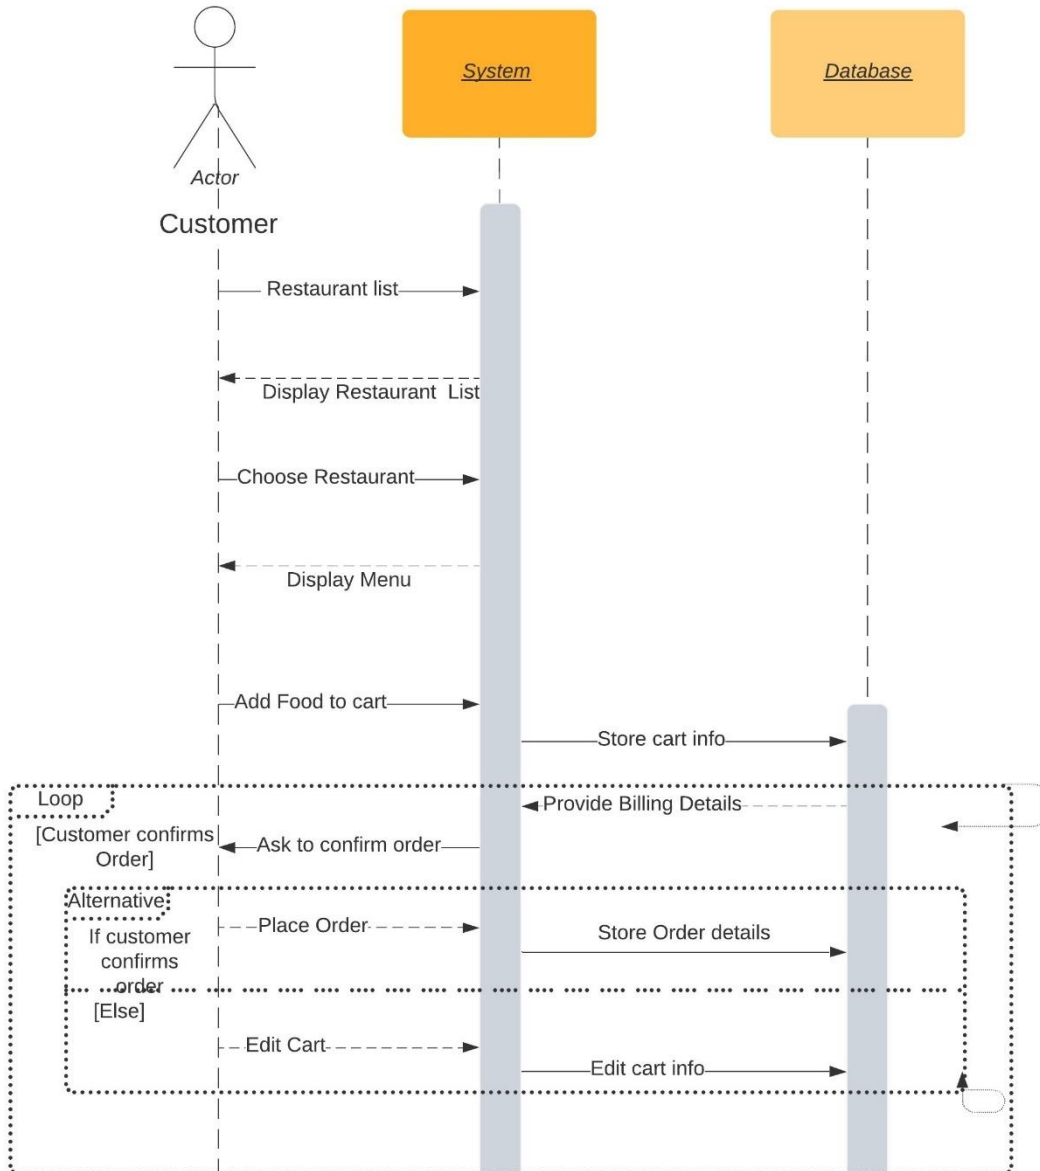 System
Database
Actor
Customer
Restaurant list
Display Restaurant  List
Choose Restaurant
Display Menu
Add Food to cart
Store cart info
Loop
Provide Billing Details
[Customer confirms
Order]
Ask to confirm order
Alternative
Place Order
Store Order details
If customer
confirms
order
[Else]
Edit Cart
Edit cart info